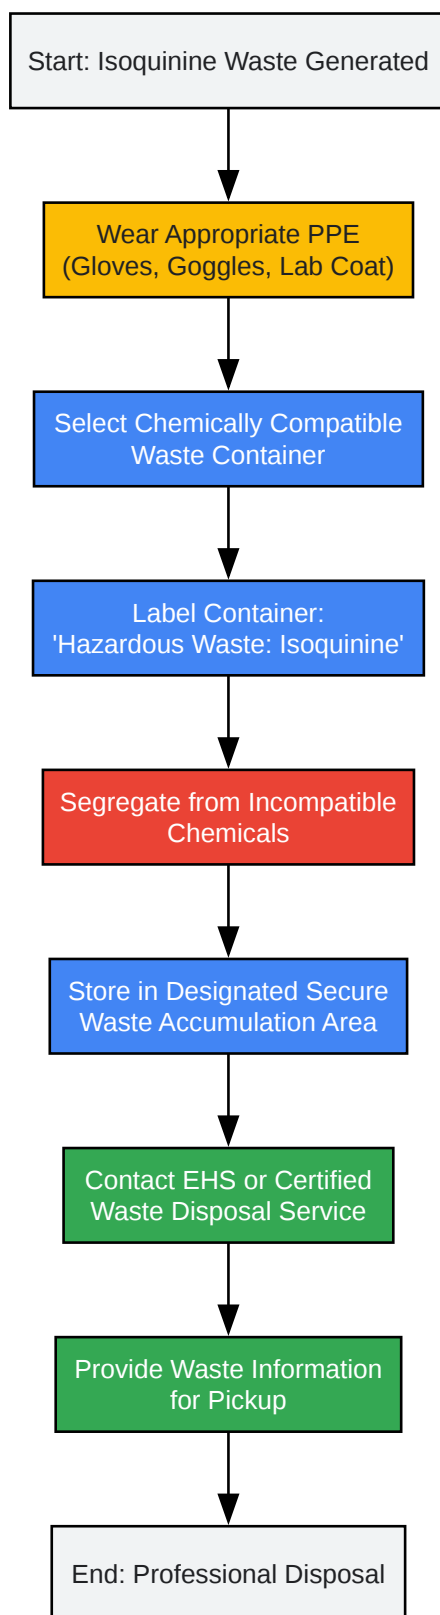 Start: Isoquinine Waste Generated
Wear Appropriate PPE
(Gloves, Goggles, Lab Coat)
Select Chemically Compatible
Waste Container
Label Container:
'Hazardous Waste: Isoquinine'
Segregate from Incompatible
Chemicals
Store in Designated Secure
Waste Accumulation Area
Contact EHS or Certified
Waste Disposal Service
Provide Waste Information
for Pickup
End: Professional Disposal